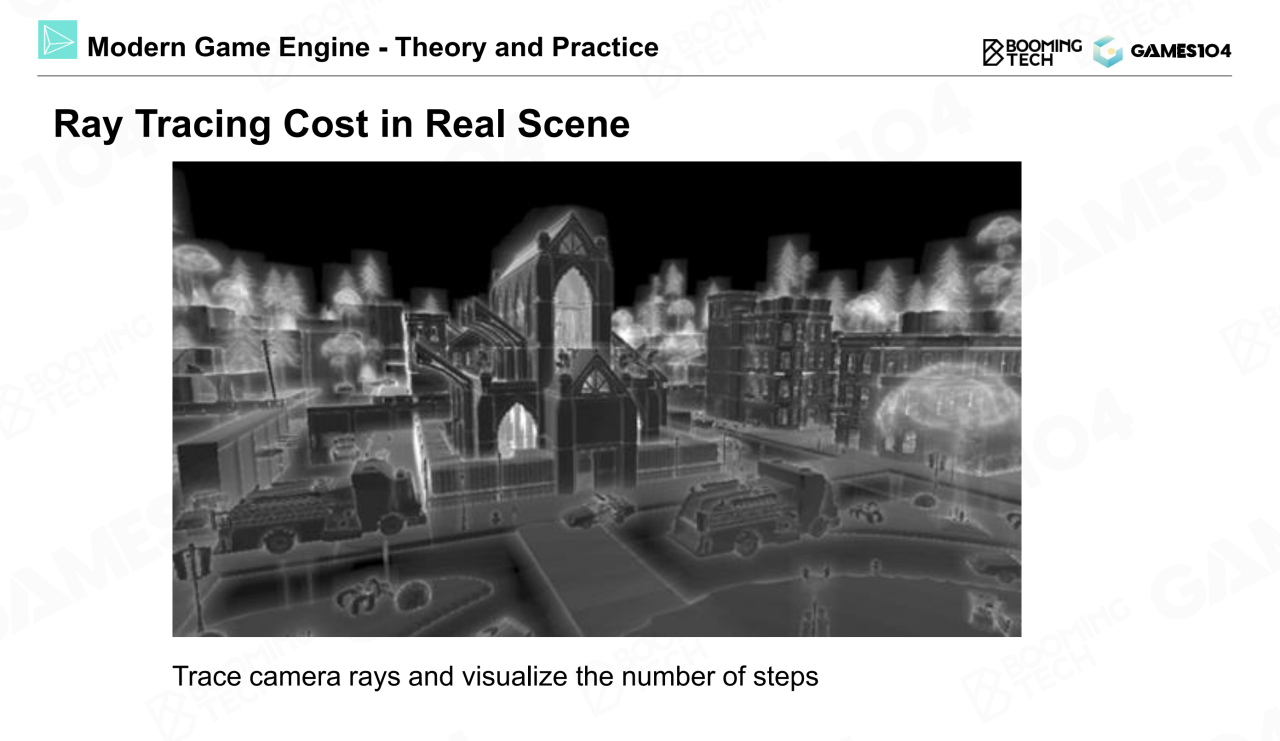 Modern Game Engine - Theory and Practice
BOOMING
TECH
GAMES104
Ray Tracing Cost in Real Scene
Trace camera rays and visualize the number of steps